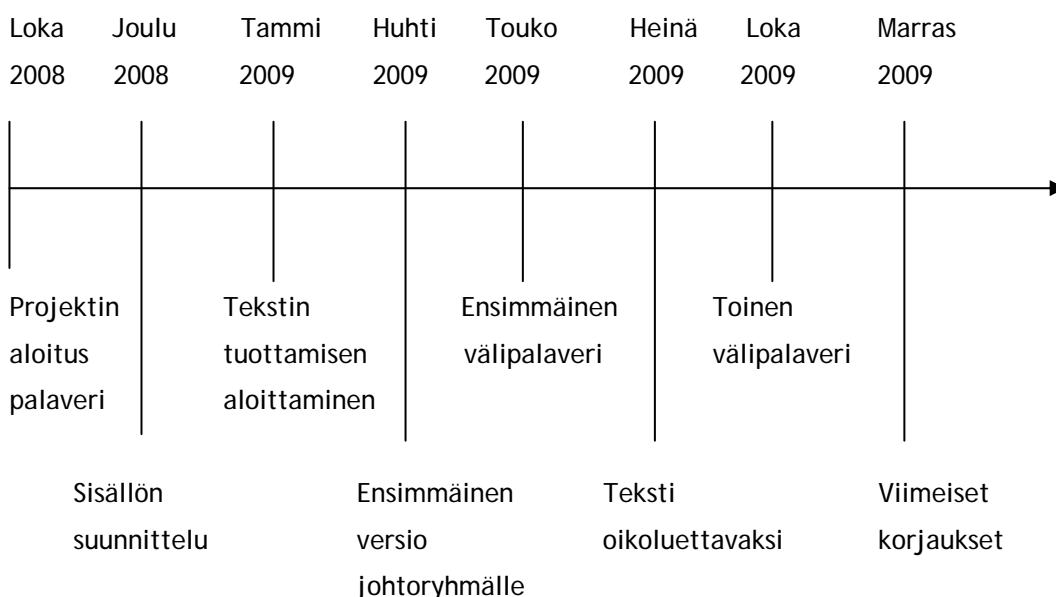 Loka Joulu Tammi Huhti Touko Heinä Loka Marras
2008 2008 2009 2009 2009 2009 2009 2009
Projektin
aloitus
palaveri
Tekstin
tuottamisen
aloittaminen
Ensimmäinen
välipalaveri
Toinen
välipalaveri
Sisällön
suunnittelu
Ensimmäinen
versio
johtoryhmälle
Teksti
oikoluettavaksi
Viimeiset
korjaukset